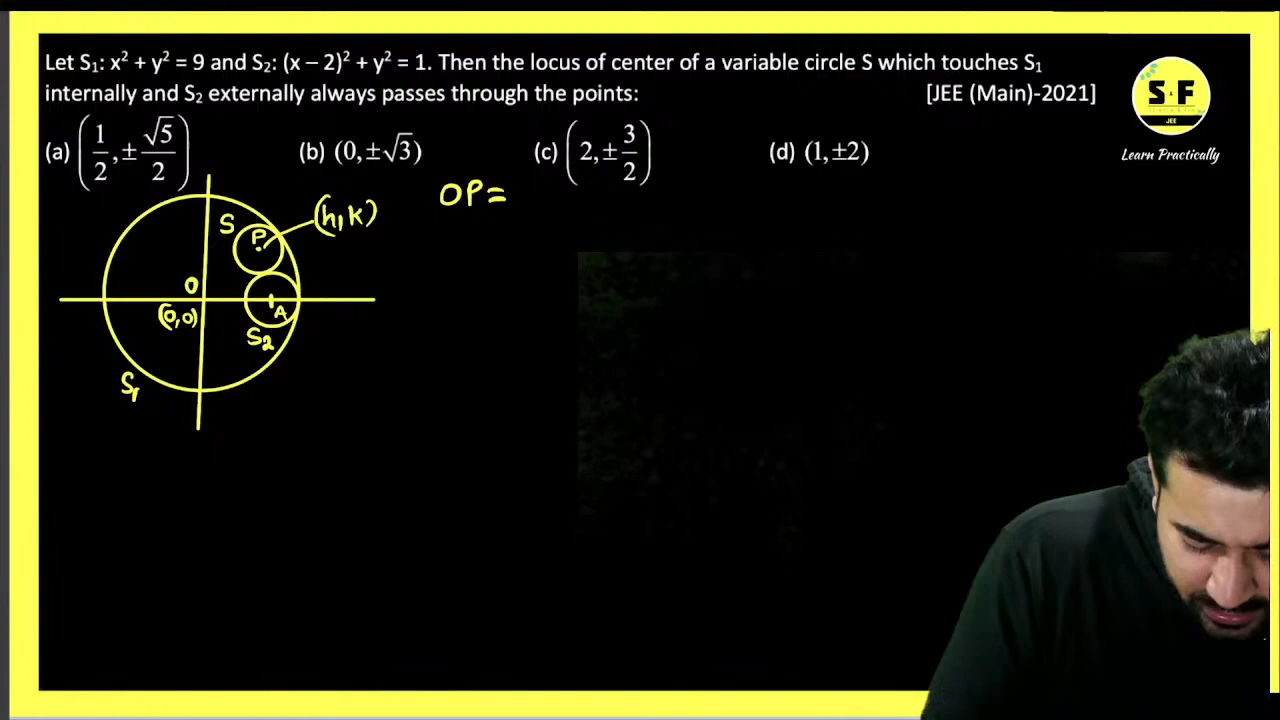 Let S₁: x² + y² = 9 and S₂: (x – 2)² + y² = 1. Then the locus of center of a variable circle S which touches S₁
internally and S₂ externally always passes through the points: [JEE (Main)-2021]
(a) (1/2, ±√5/2) (b) (0, ±√3) (c) (2, ±3/2) (d) (1, ±2)
S & F
JEE
Learn Practically
OP=
S P (h, k)
O
(0,0)
A
S₂
S₁